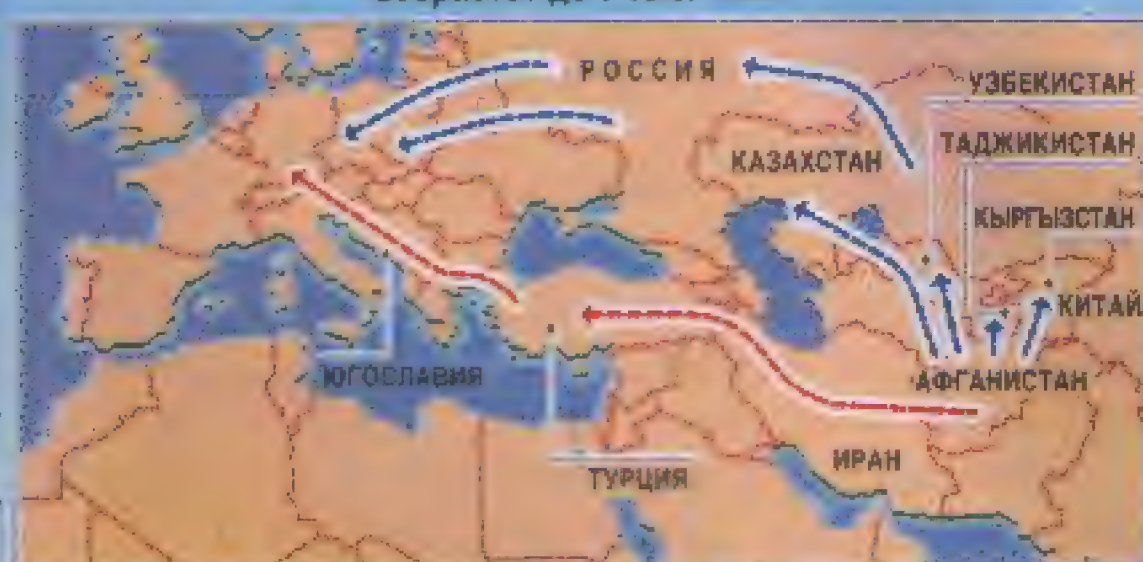 РОССИЯ
УЗБЕКИСТАН
ТАДЖИКИСТАН
КАЗАХСТАН
КЫРГЫЗСТАН
КИТАЙ
ЮГОСЛАВИЯ
АФГАНИСТАН
ИРАН
ТУРЦИЯ